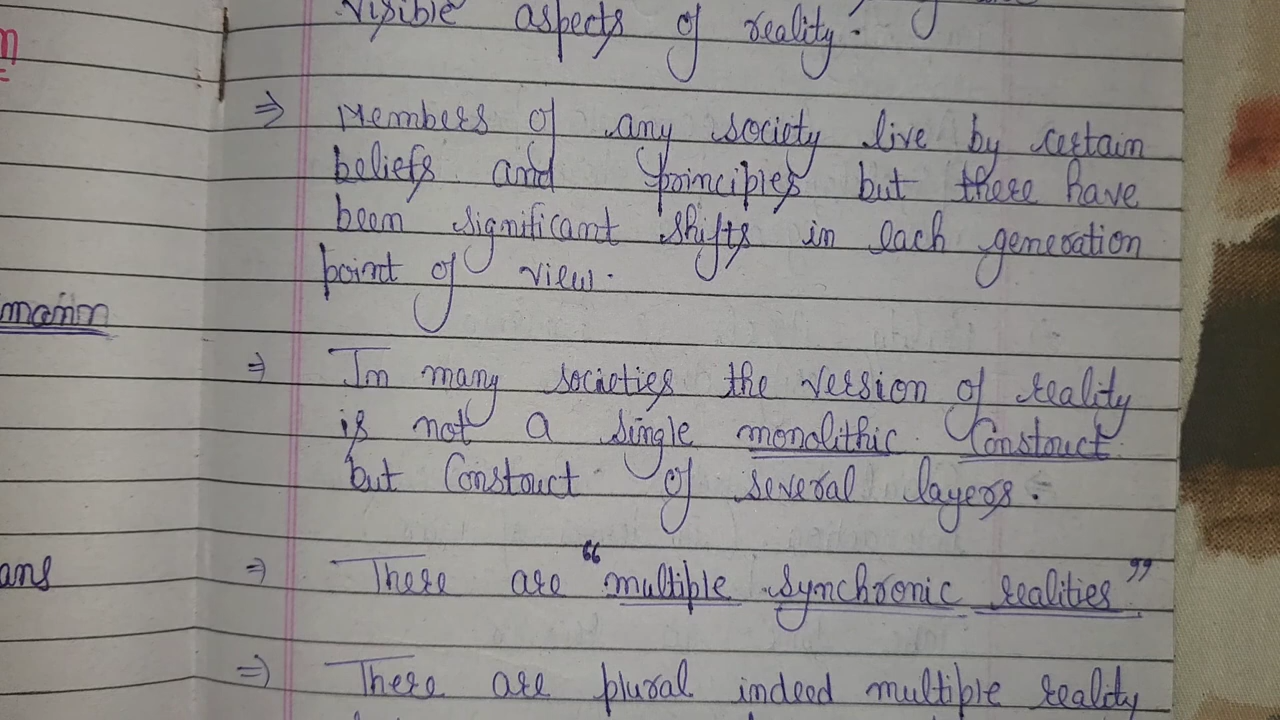 visible aspects of reality.
⇒ Members of any society live by certain
beliefs and principles but there have
been significant shifts in each generation
point of view.
⇒ In many societies the version of reality
is not a single monolithic construct
but construct of several layers.
ans
⇒ There are "multiple synchronic realities"
⇒ There are plural indeed multiple reality